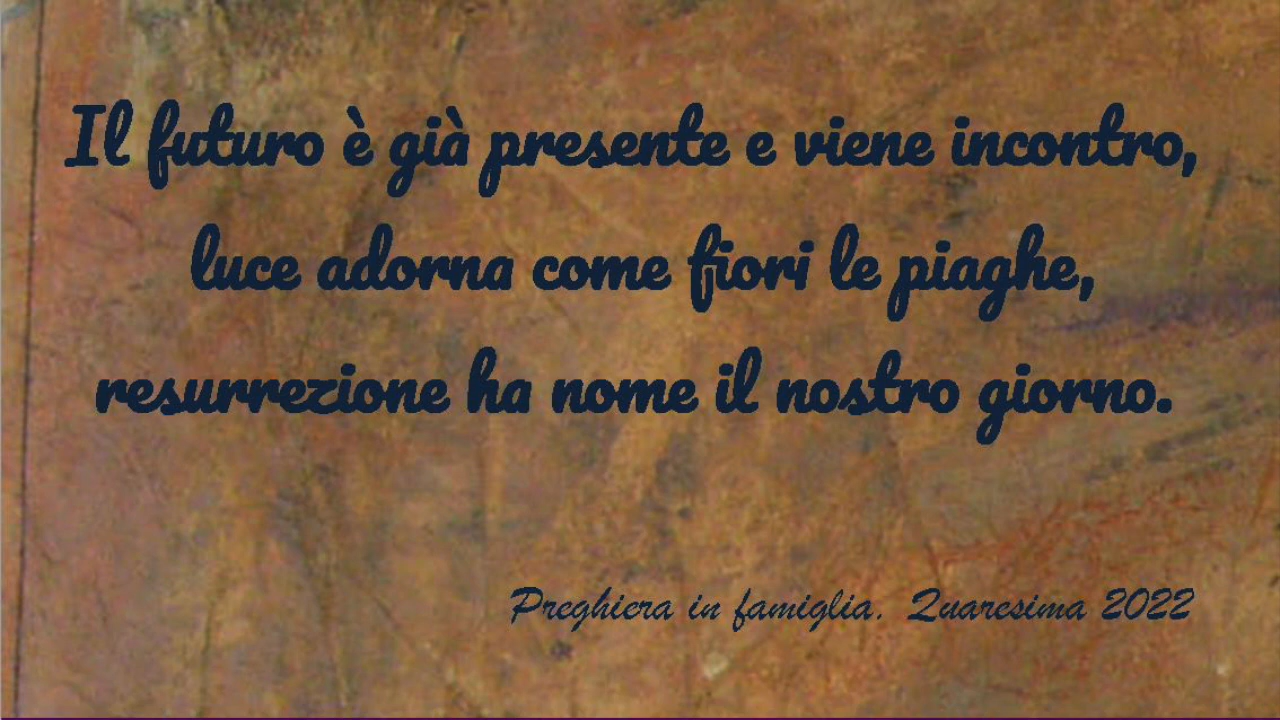 Il futuro è già presente e viene incontro,
luce adorna come fiori le piaghe,
resurrezione ha nome il nostro giorno.
Preghiera in famiglia. Quaresima 2022